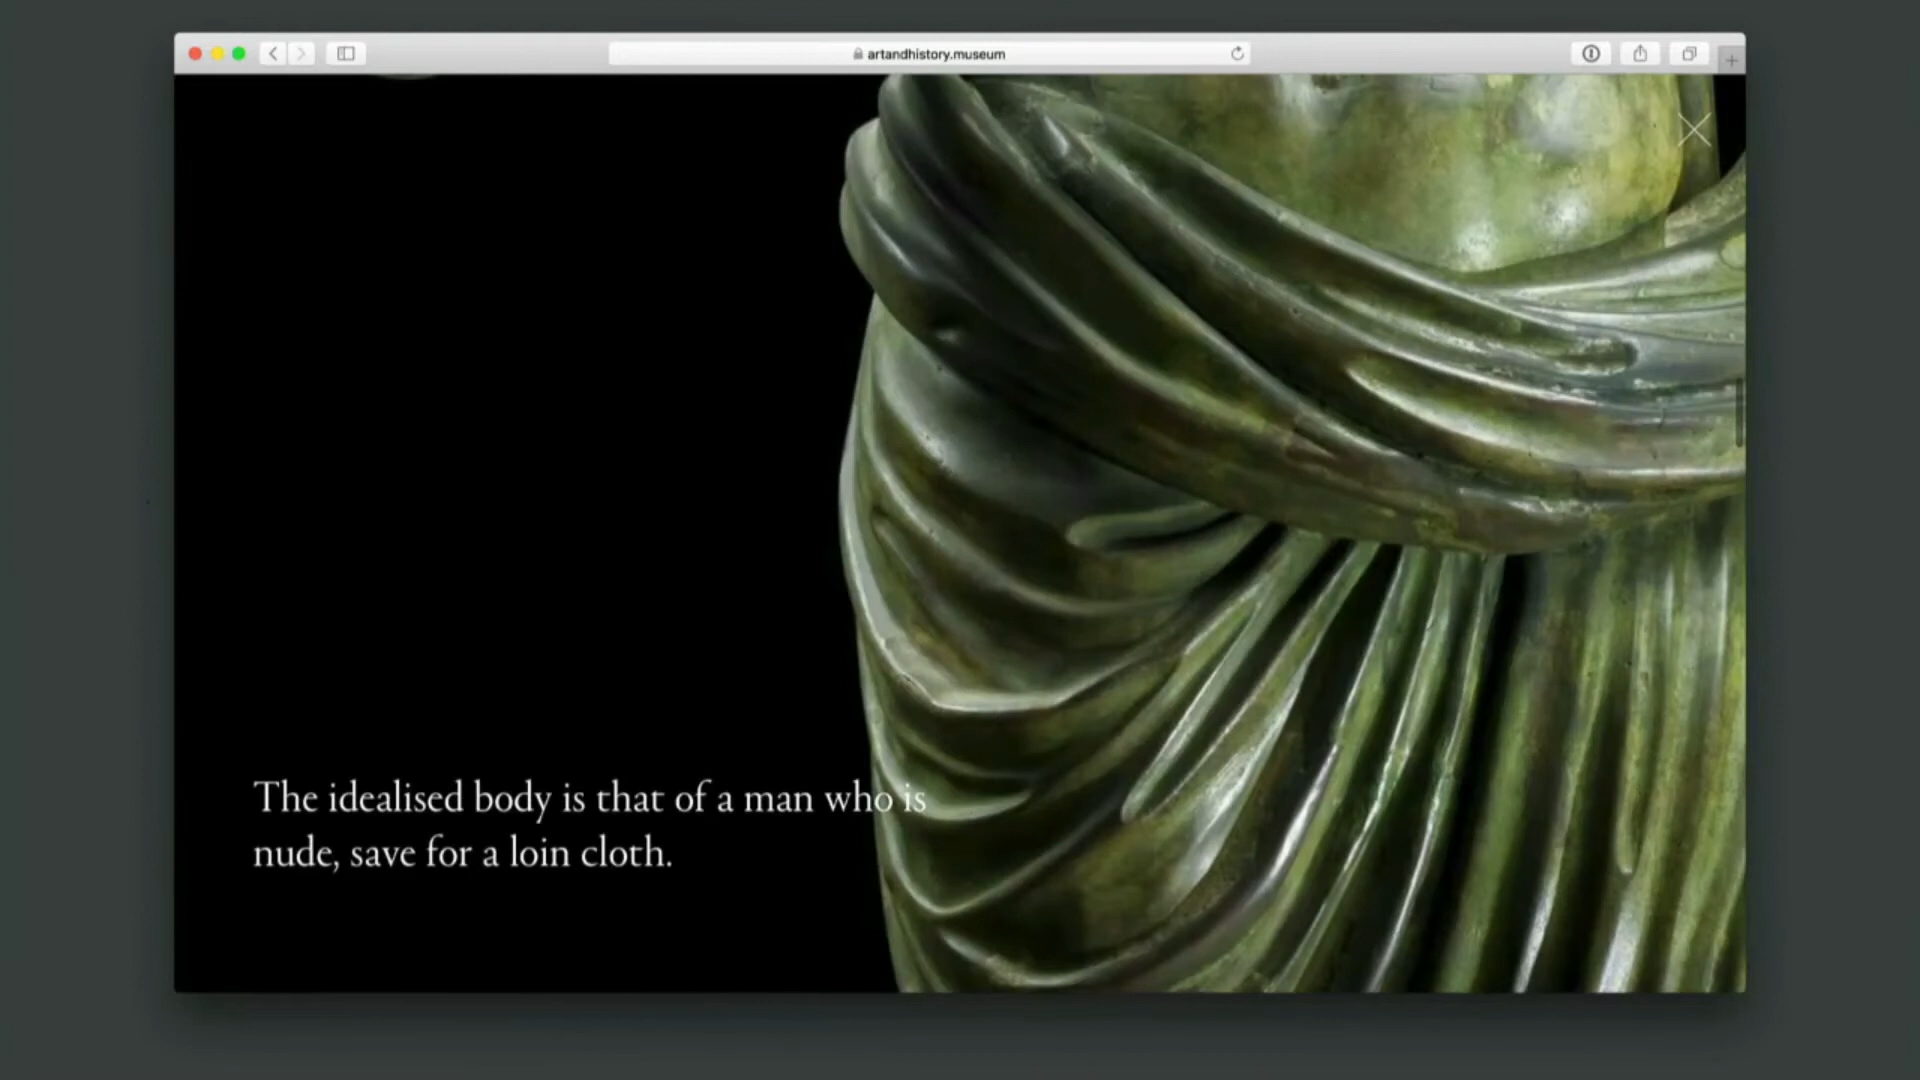 artandhistory.museum
The idealised body is that of a man who is
nude, save for a loin cloth.